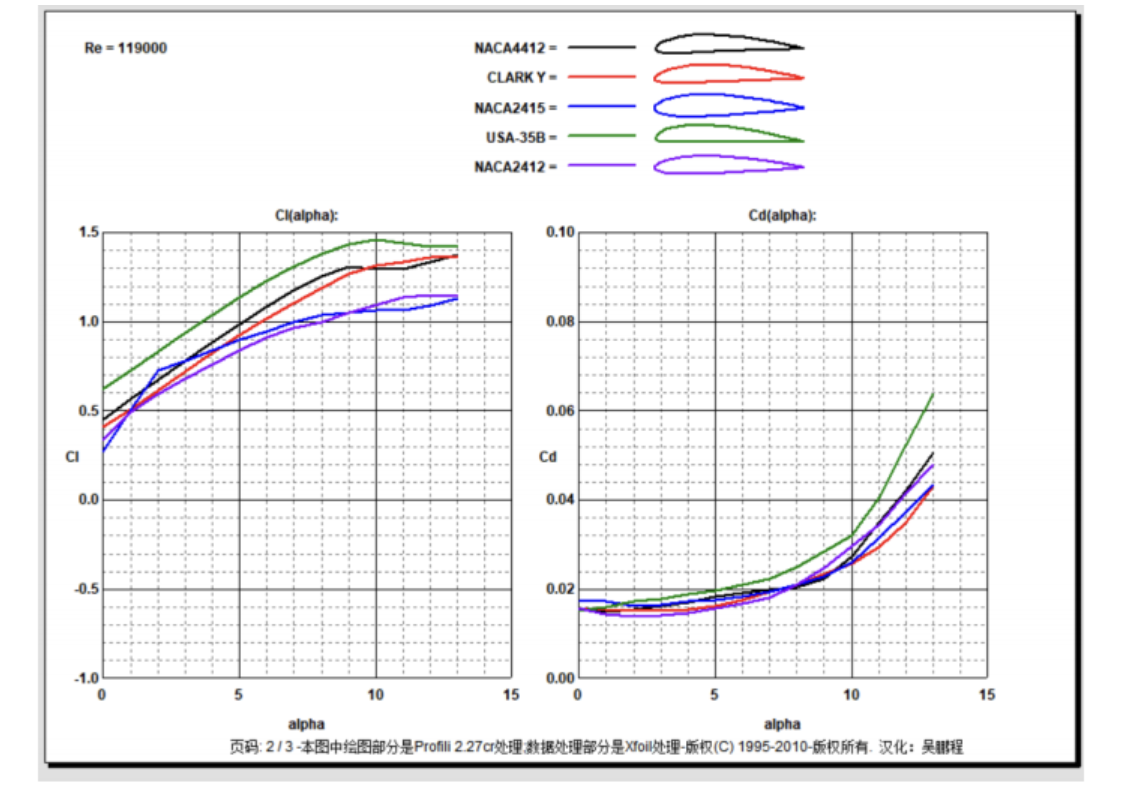 Re = 119000
NACA4412 =
CLARK Y =
NACA2415 =
USA-35B =
NACA2412 =
Cl(alpha):
1.5
1.0
0.5
Cl
0.0
-0.5
-1.0
0 5 10 15
alpha
Cd(alpha):
0.10
0.08
0.06
Cd
0.04
0.02
0.00
0 5 10 15
alpha
页码: 2 / 3 -本图中绘图部分是Profili 2.27cr处理;数据处理部分是Xfoil处理-版权(C) 1995-2010-版权所有. 汉化：吴鹏程